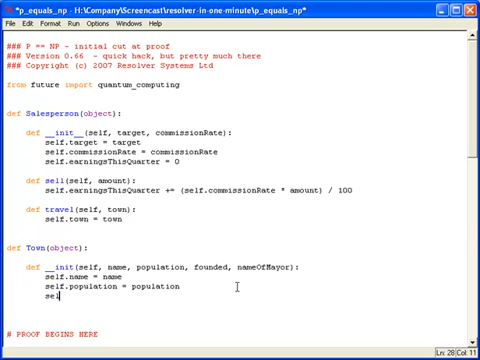 *p_equals_np - H:\Company\Screencast\resolver-in-one-minute\p_equals_np*
File Edit Format Run Options Windows Help
### P == NP - initial cut at proof
### Version 0.66 - quick hack, but pretty much there
### Copyright (c) 2007 Resolver Systems Ltd
from future import quantum_computing
def Salesperson(object):
def __init__(self, target, commissionRate):
self.target = target
self.commissionRate = commissionRate
self.earningsThisQuarter = 0
def sell(self, amount):
self.earningsThisQuarter += (self.commissionRate * amount) / 100
def travel(self, town):
self.town = town
def Town(object):
def __init(self, name, population, founded, nameOfMayor):
self.name = name
self.population = population
sel
# PROOF BEGINS HERE
Ln: 28 Col: 11